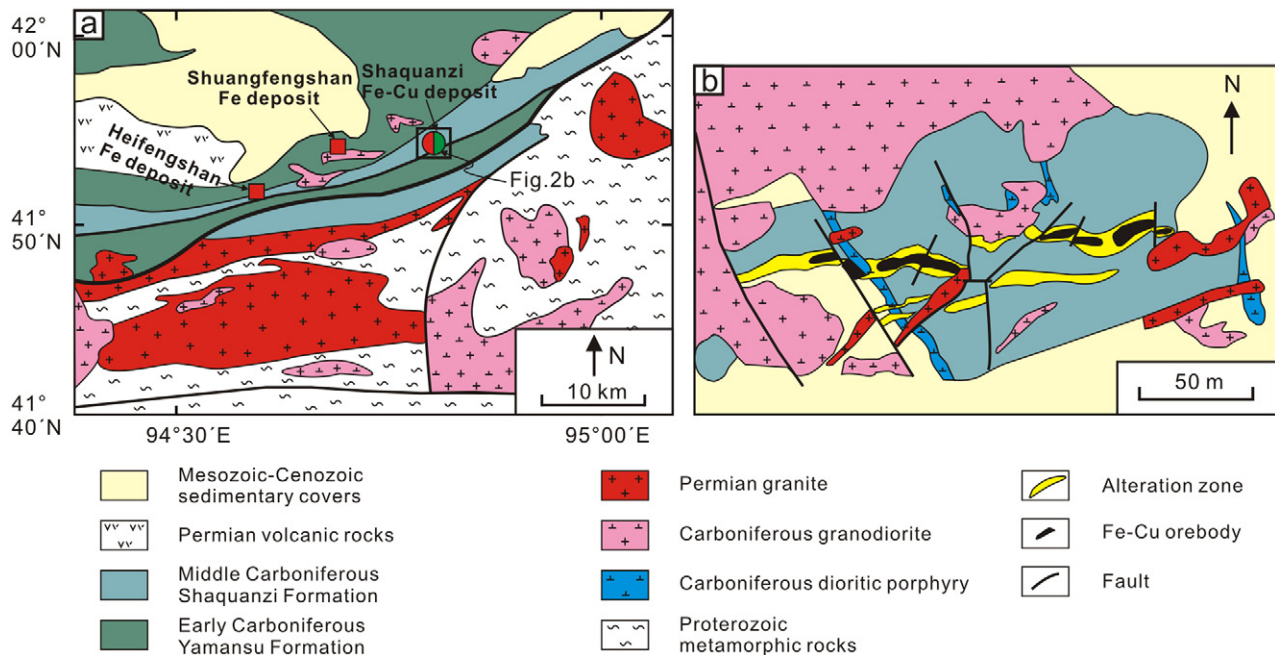 a
42
00´N
Shuangfengshan
Fe deposit
Shaquanzi
Fe-Cu deposit
Heifengshan
Fe deposit
Fig.2b
41
50´N
41
40´N
N
10 km
94°30´E
95°00´E
b
N
50 m
Mesozoic-Cenozoic
sedimentary covers
Permian volcanic rocks
Middle Carboniferous
Shaquanzi Formation
Early Carboniferous
Yamansu Formation
Permian granite
Carboniferous granodiorite
Carboniferous dioritic porphyry
Proterozoic
metamorphic rocks
Alteration zone
Fe-Cu orebody
Fault